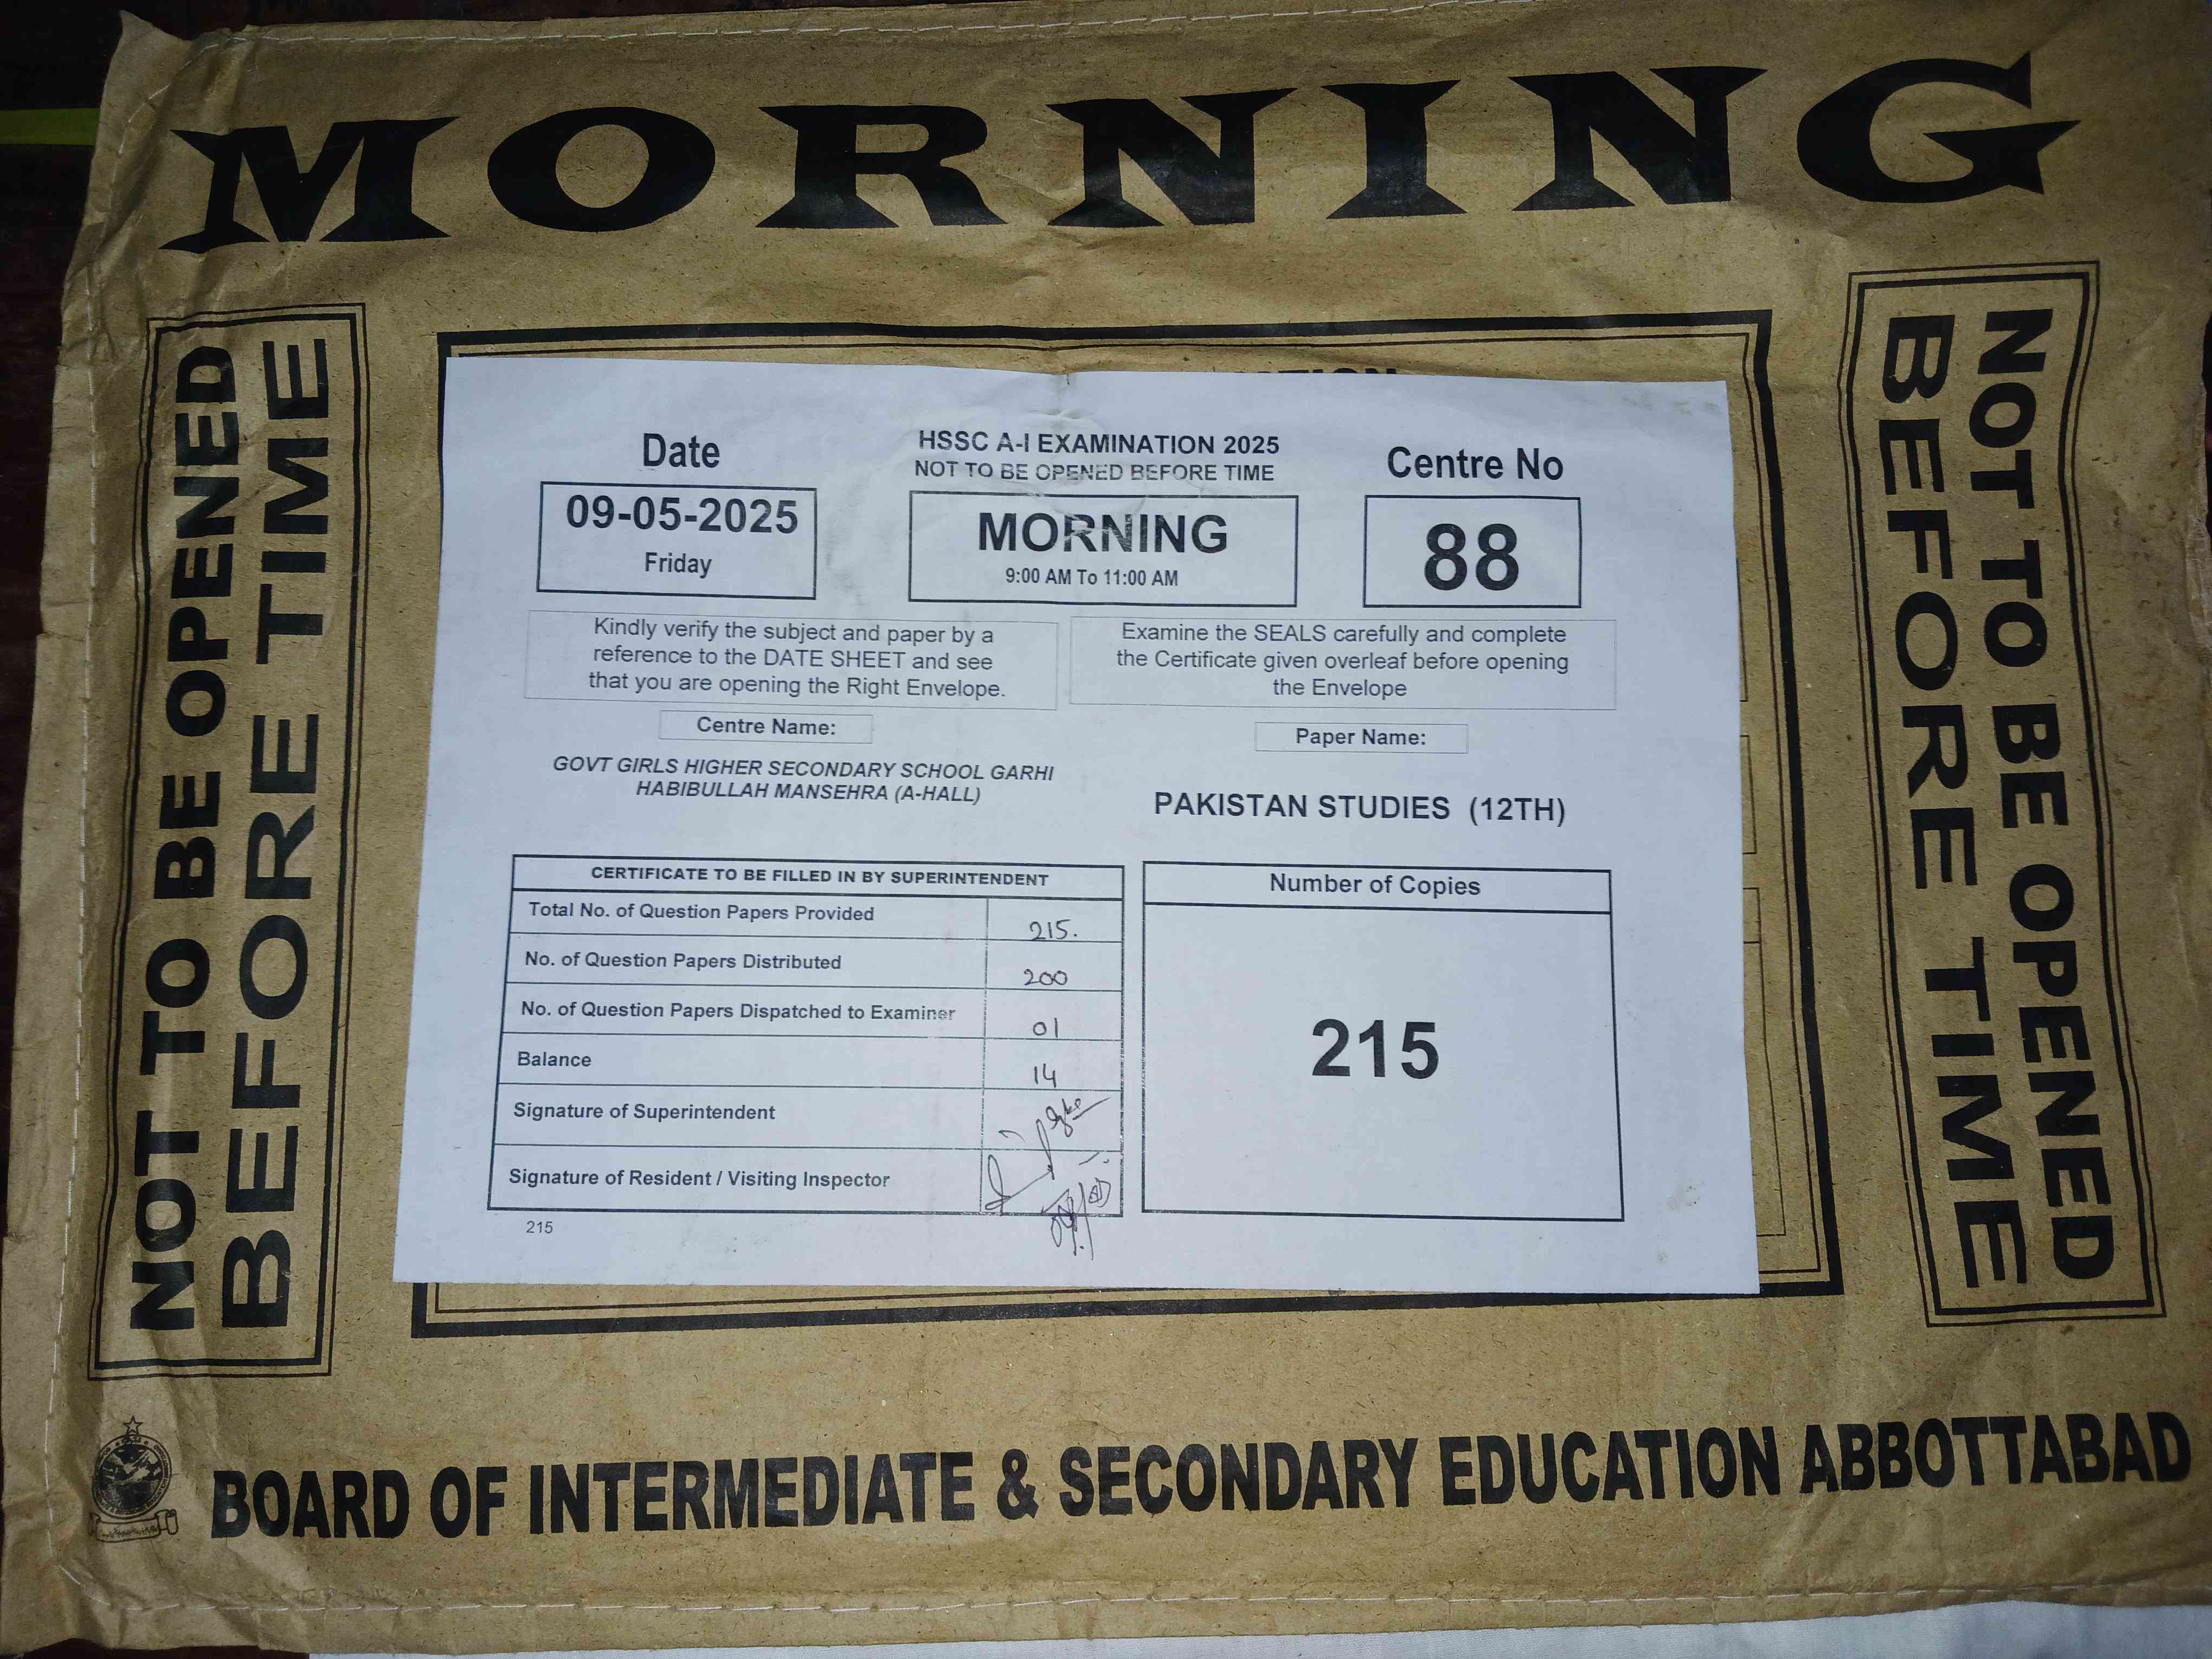 MORNING
NOT TO BE OPENED
BEFORE TIME
NOT TO BE OPENED
BEFORE TIME
Date
09-05-2025
Friday
HSSC A-I EXAMINATION 2025
NOT TO BE OPENED BEFORE TIME
MORNING
9:00 AM To 11:00 AM
Centre No
88
Kindly verify the subject and paper by a
reference to the DATE SHEET and see
that you are opening the Right Envelope.
Examine the SEALS carefully and complete
the Certificate given overleaf before opening
the Envelope
Centre Name:
GOVT GIRLS HIGHER SECONDARY SCHOOL GARHI
HABIBULLAH MANSEHRA (A-HALL)
Paper Name:
PAKISTAN STUDIES (12TH)
CERTIFICATE TO BE FILLED IN BY SUPERINTENDENT
Total No. of Question Papers Provided 215.
No. of Question Papers Distributed 200
No. of Question Papers Dispatched to Examiner 01
Balance 14
Signature of Superintendent
Signature of Resident / Visiting Inspector
215
Number of Copies
215
BOARD OF INTERMEDIATE & SECONDARY EDUCATION ABBOTTABAD